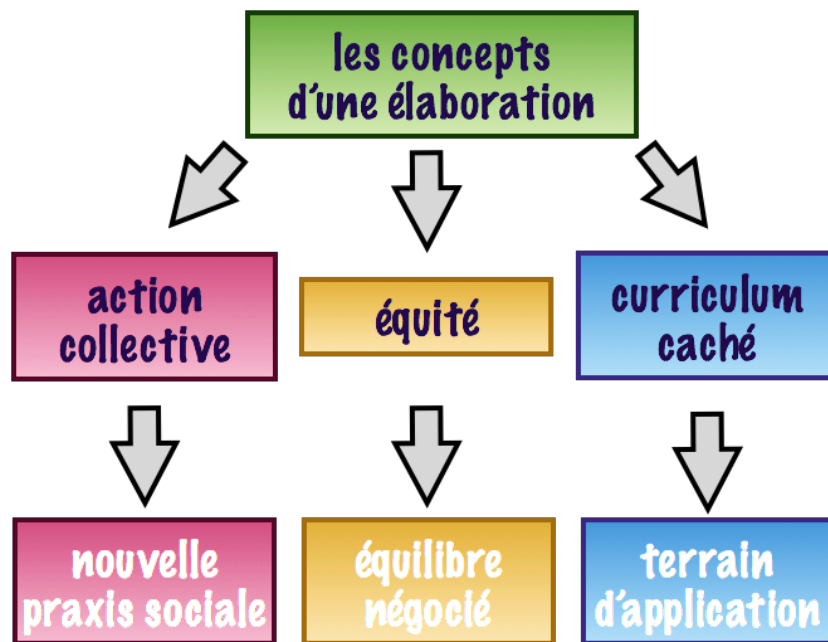 les concepts
d'une élaboration
action
collective
équité
curriculum
caché
nouvelle
praxis sociale
équilibre
négocié
terrain
d'application